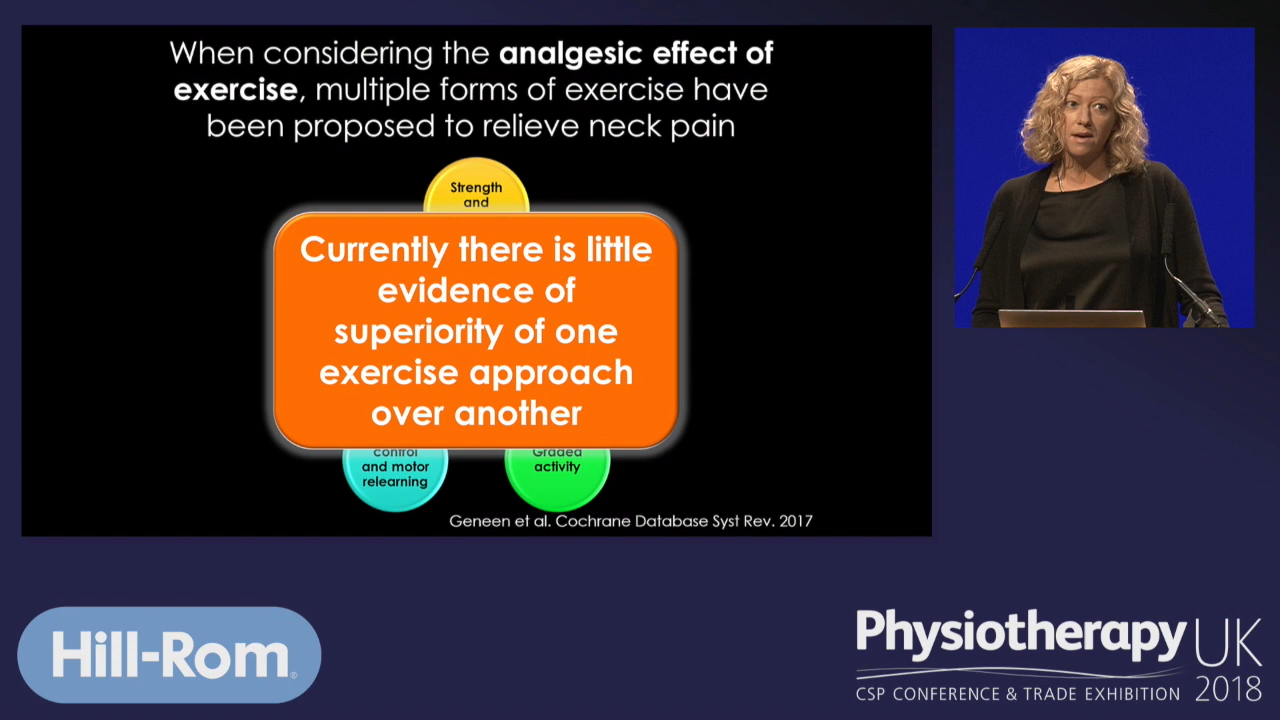 When considering the analgesic effect of
exercise, multiple forms of exercise have
been proposed to relieve neck pain
Strength
and
Currently there is little
evidence of
superiority of one
exercise approach
over another
control
and motor
relearning
Graded
activity
Geneen et al. Cochrane Database Syst Rev. 2017
Hill-Rom®
Physiotherapy UK
CSP CONFERENCE & TRADE EXHIBITION 2018